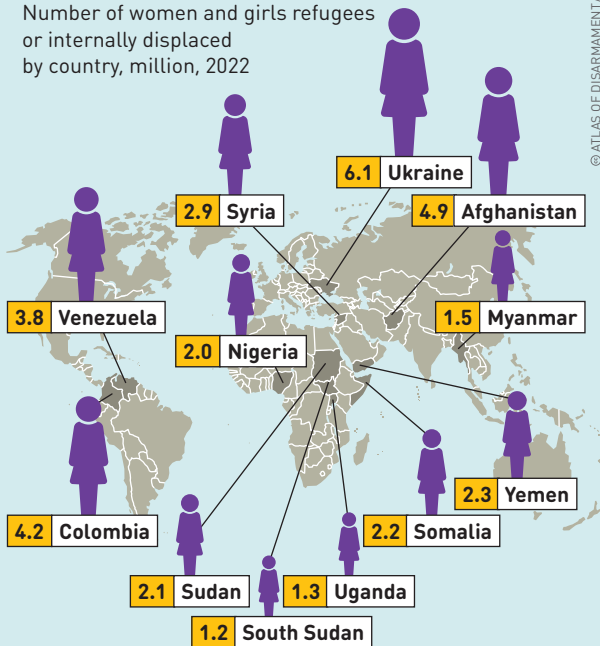 Number of women and girls refugees
or internally displaced
by country, million, 2022
© ATLAS OF DISARMAMENT
6.1 Ukraine
2.9 Syria
4.9 Afghanistan
3.8 Venezuela
1.5 Myanmar
2.0 Nigeria
2.3 Yemen
4.2 Colombia
2.2 Somalia
2.1 Sudan
1.3 Uganda
1.2 South Sudan